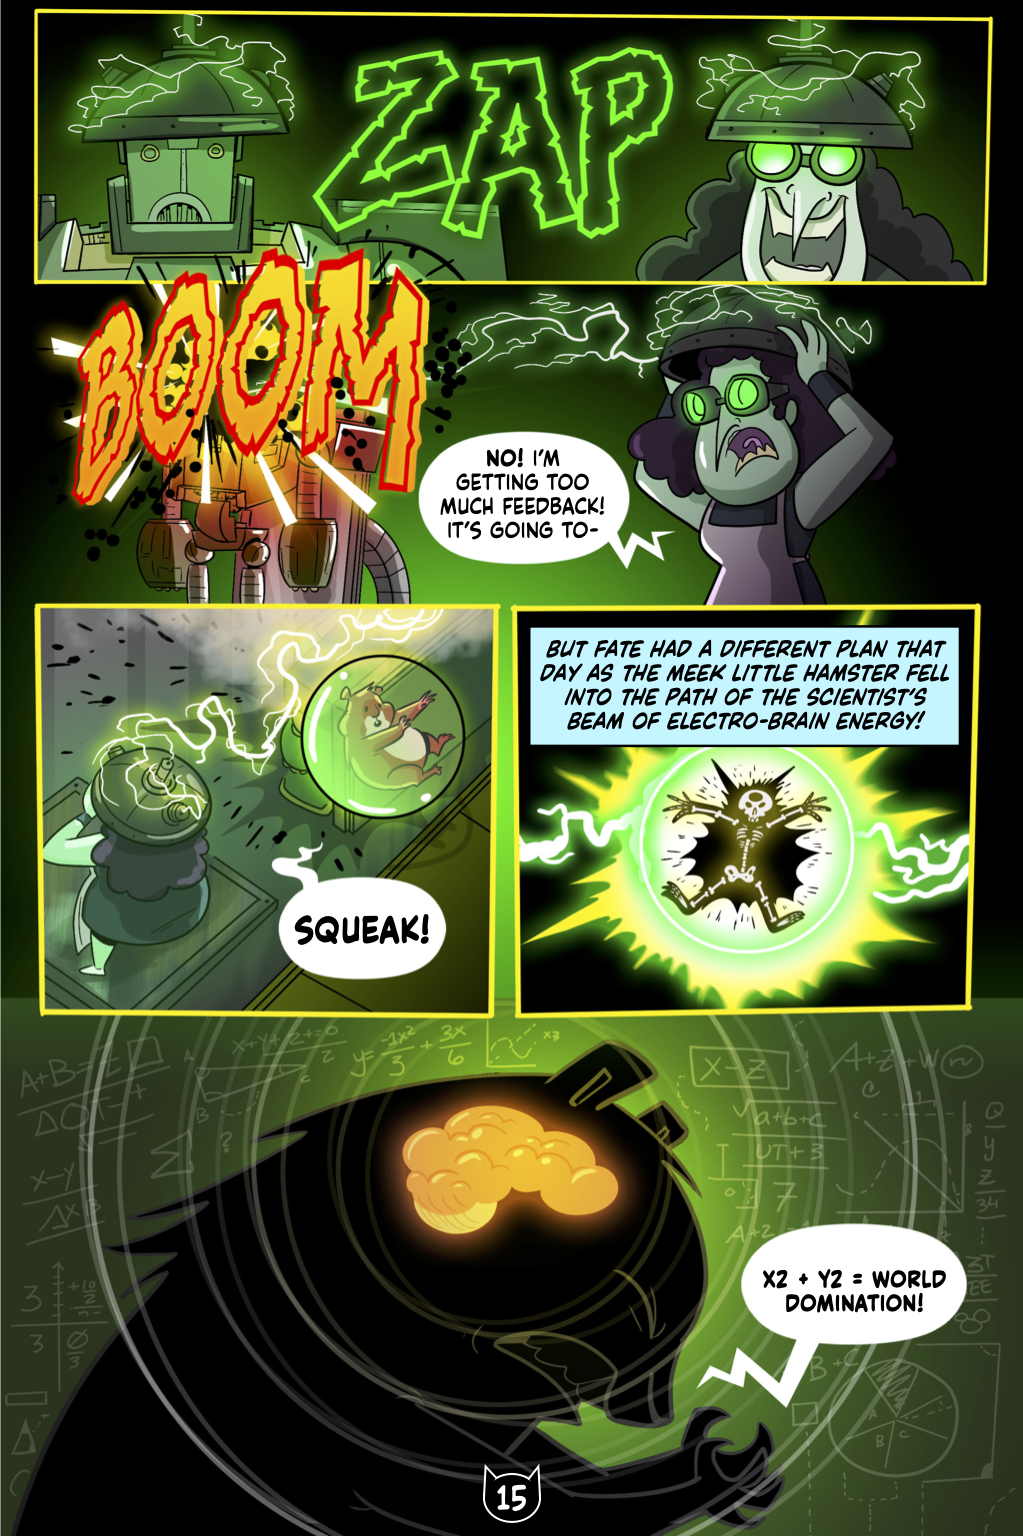 ZAP
BOOM
NO! I'M
GETTING TOO
MUCH FEEDBACK!
IT'S GOING TO-
SQUEAK!
BUT FATE HAD A DIFFERENT PLAN THAT
DAY AS THE MEEK LITTLE HAMSTER FELL
INTO THE PATH OF THE SCIENTIST'S
BEAM OF ELECTRO-BRAIN ENERGY!
A+B=
X-Z
a+b+c
X-Y
7
B+C
X2 + Y2 = WORLD
DOMINATION!
15